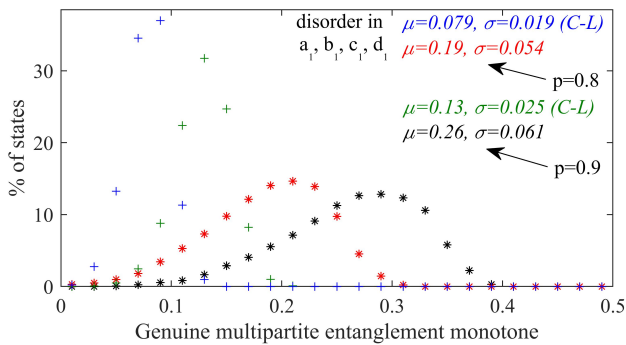 disorder in
a, b, c, d
μ=0.079, σ=0.019 (C-L)
μ=0.19, σ=0.054
p=0.8
μ=0.13, σ=0.025 (C-L)
μ=0.26, σ=0.061
p=0.9
% of states
30
20
10
0
0 0.1 0.2 0.3 0.4 0.5
Genuine multipartite entanglement monotone